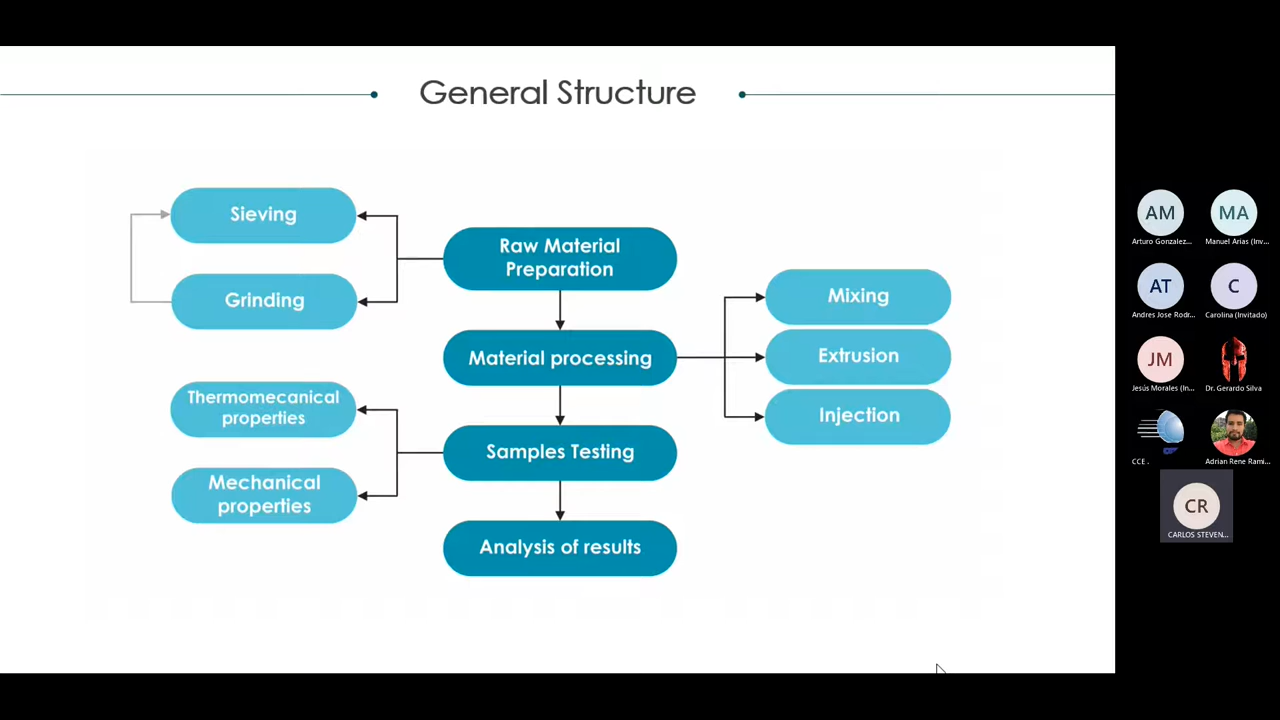 General Structure
Sieving
Grinding
Raw Material
Preparation
Mixing
Material processing
Extrusion
Injection
Thermomecanical
properties
Samples Testing
Mechanical
properties
Analysis of results
AM
MA
Arturo Gonzalez...
Manuel Arias (Inv...
AT
C
Andres Jose Rodr...
Carolina (Invitado)
JM
Jesús Morales (In...
Dr. Gerardo Silva
CCE .
Adrian Rene Rami...
CR
CARLOS STEVEN...